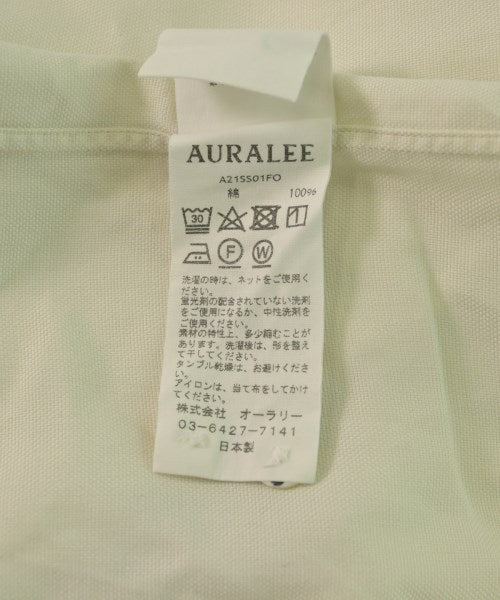 AURALEE
A21SS01FO
綿 100%
30
F W
洗濯の時は、ネットをご使用く
ださい。
蛍光剤の配合されていない洗剤
をご使用になるか、中性洗剤を
ご使用ください。
素材の特性上、多少縮むことが
あります。洗濯後は、形を整え
て干してください。
タンブル乾燥は、お避けくださ
い。
アイロンは、当て布をしてかけ
てください。
株式会社 オーラリー
03-6427-7141
日本製